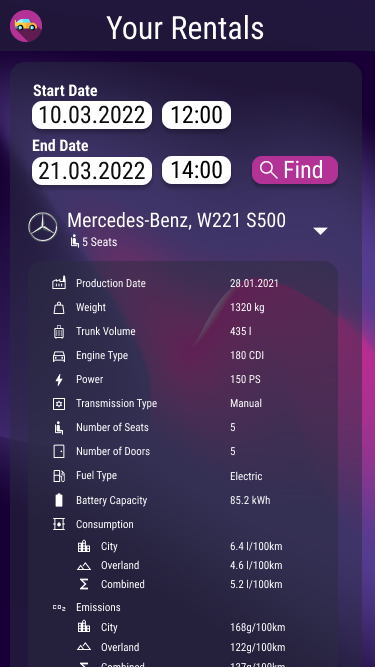 Your Rentals
Start Date
10.03.2022 12:00
End Date
21.03.2022 14:00 Find
Mercedes-Benz, W221 S500
5 Seats
Production Date 28.01.2021
Weight 1320 kg
Trunk Volume 435 l
Engine Type 180 CDI
Power 150 PS
Transmission Type Manual
Number of Seats 5
Number of Doors 5
Fuel Type Electric
Battery Capacity 85.2 kWh
Consumption
City 6.4 l/100km
Overland 4.6 l/100km
Combined 5.2 l/100km
CO2 Emissions
City 168g/100km
Overland 122g/100km
Combined 137g/100km